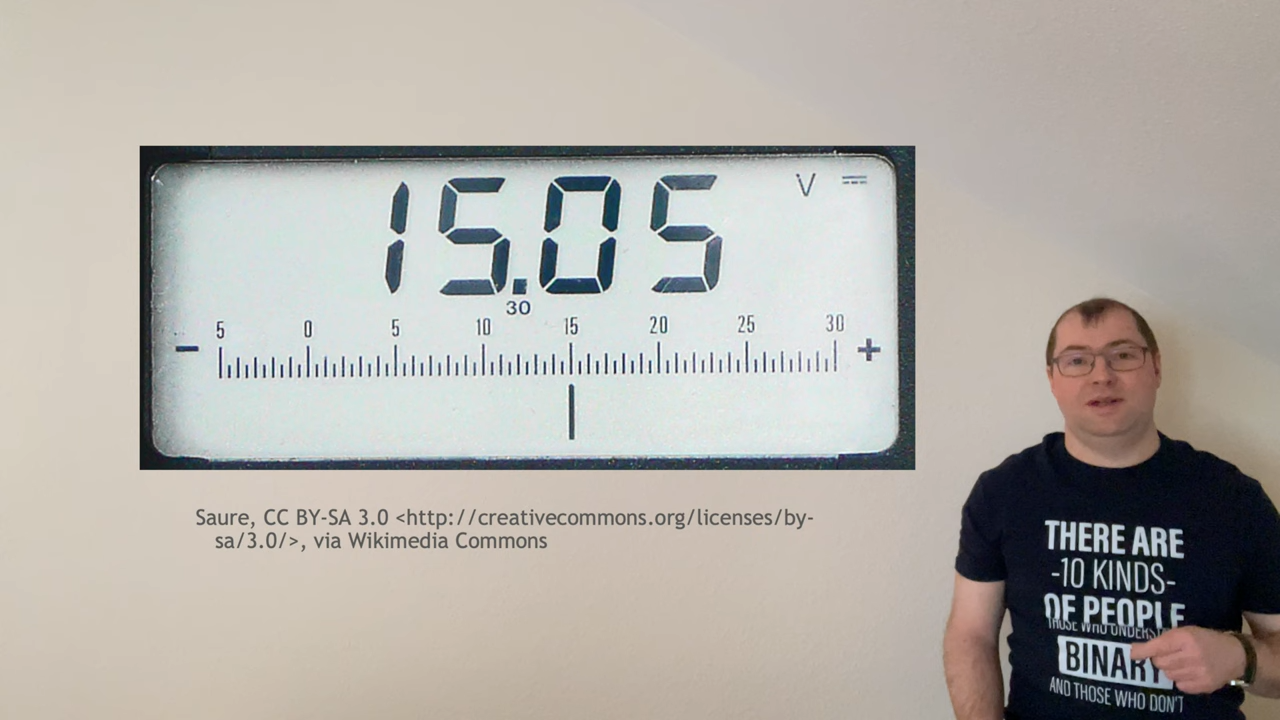 15.05 V
30
5 0 5 10 15 20 25 30
- +
Saure, CC BY-SA 3.0 <http://creativecommons.org/licenses/by-
sa/3.0/>, via Wikimedia Commons
THERE ARE
-10 KINDS-
OF PEOPLE
THOSE WHO
BINARY
AND THOSE WHO DON'T